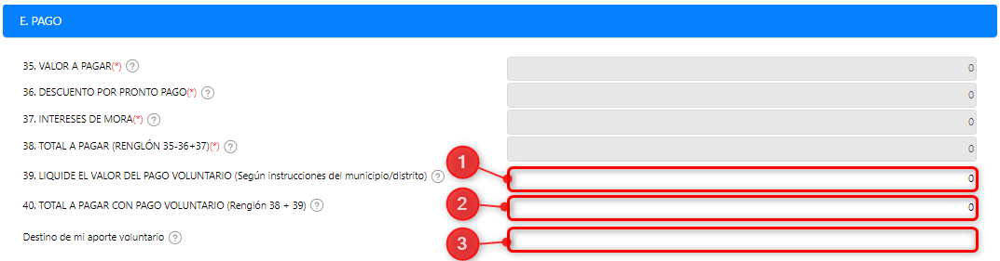 E. PAGO
35. VALOR A PAGAR(*) ? 0
36. DESCUENTO POR PRONTO PAGO(*) ? 0
37. INTERESES DE MORA(*) ? 0
38. TOTAL A PAGAR (RENGLÓN 35-36+37)(*) ? 0
39. LIQUIDE EL VALOR DEL PAGO VOLUNTARIO (Según instrucciones del municipio/distrito) ? 1 0
40. TOTAL A PAGAR CON PAGO VOLUNTARIO (Renglón 38 + 39) ? 2 0
Destino de mi aporte voluntario ? 3